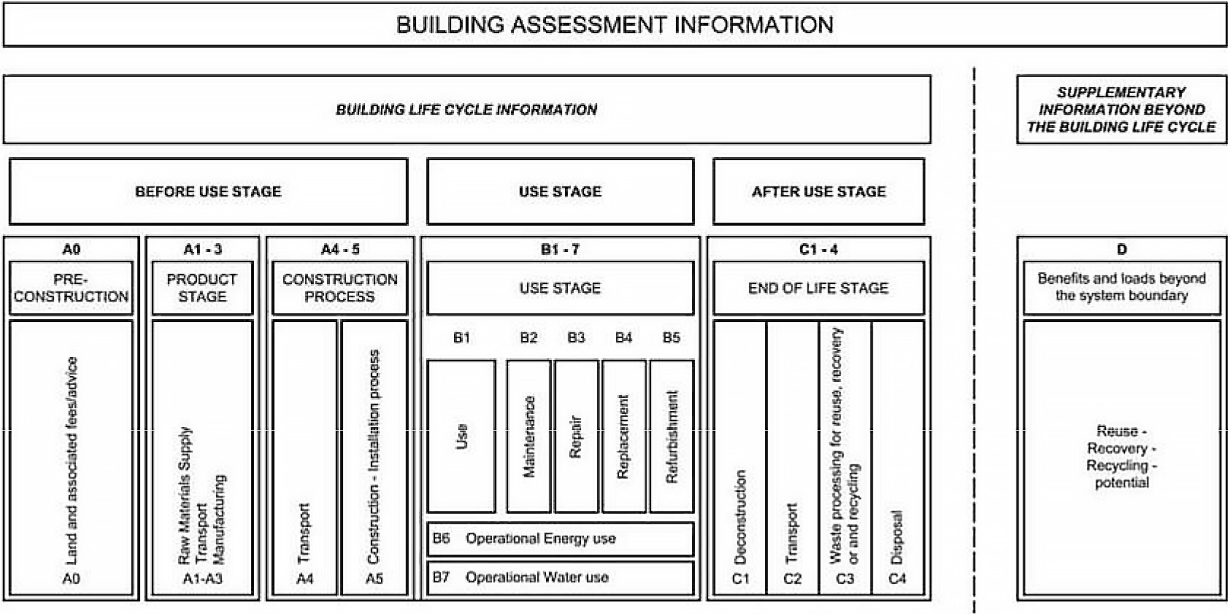 BUILDING ASSESSMENT INFORMATION
BUILDING LIFE CYCLE INFORMATION
SUPPLEMENTARY
INFORMATION BEYOND
THE BUILDING LIFE CYCLE
BEFORE USE STAGE
USE STAGE
AFTER USE STAGE
A0
PRE-
CONSTRUCTION
Land and associated fees/advice
A0
A1 - 3
PRODUCT
STAGE
Raw Materials Supply
Transport
Manufacturing
A1-A3
A4 - 5
CONSTRUCTION
PROCESS
Transport
A4
Construction - Installation process
A5
B1 - 7
USE STAGE
B1
Use
B2
Maintenance
B3
Repair
B4
Replacement
B5
Refurbishment
B6 Operational Energy use
B7 Operational Water use
C1 - 4
END OF LIFE STAGE
Deconstruction
C1
Transport
C2
Waste processing for reuse, recovery
or and recycling
C3
Disposal
C4
D
Benefits and loads beyond
the system boundary
Reuse -
Recovery -
Recycling -
potential